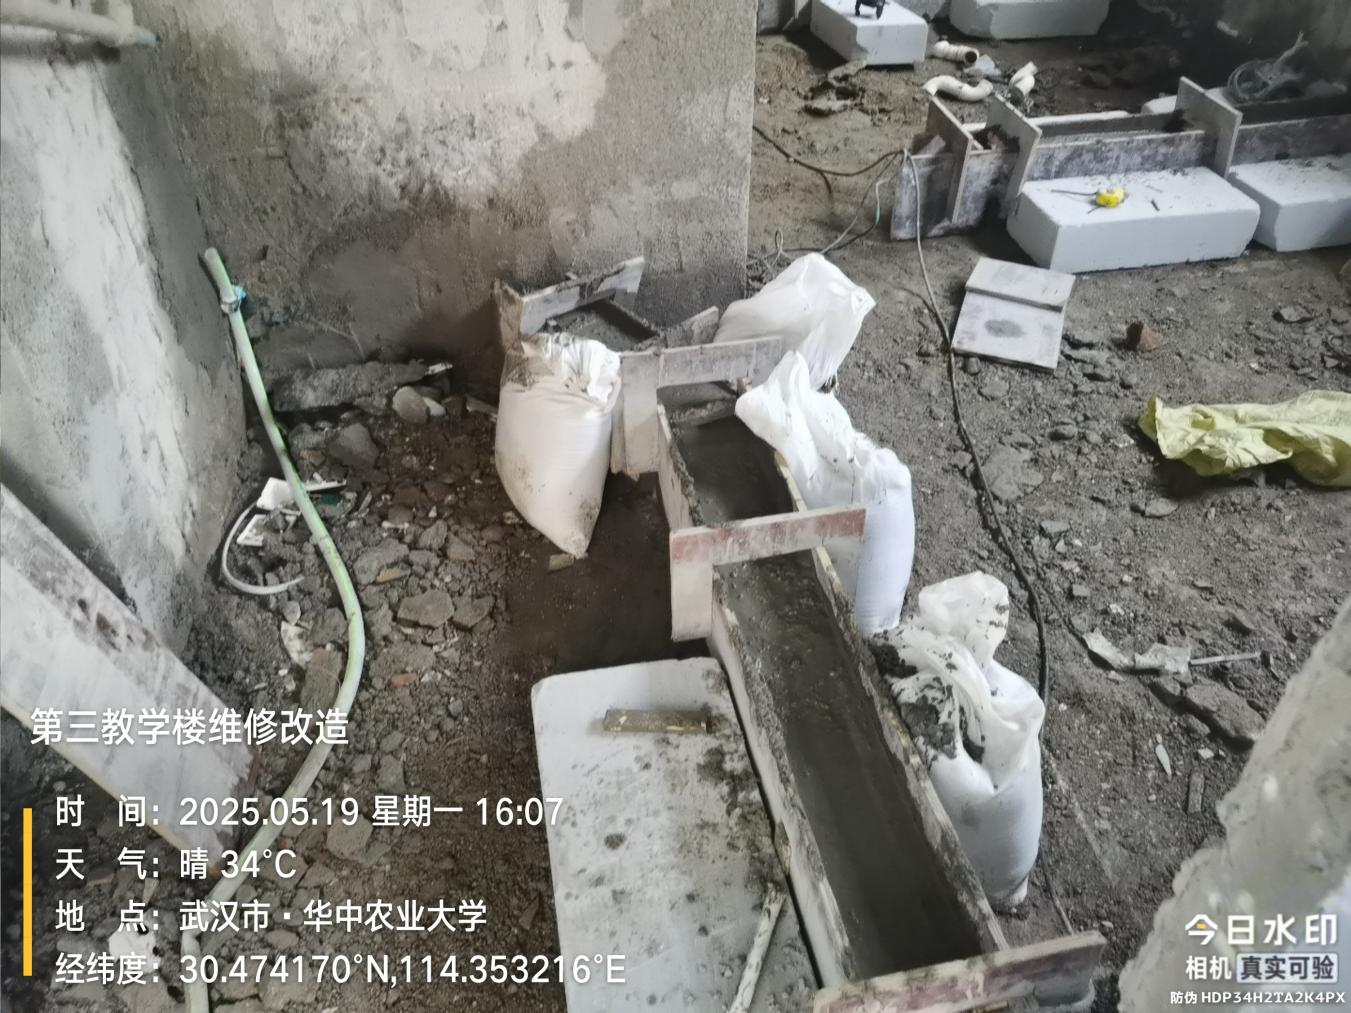 第三教学楼维修改造
时 间：2025.05.19 星期一 16:07
天 气：晴 34°C
地 点：武汉市·华中农业大学
经纬度：30.474170°N,114.353216°E
今日水印
相机 真实可验
防伪 HDP34H2TA2K4PX